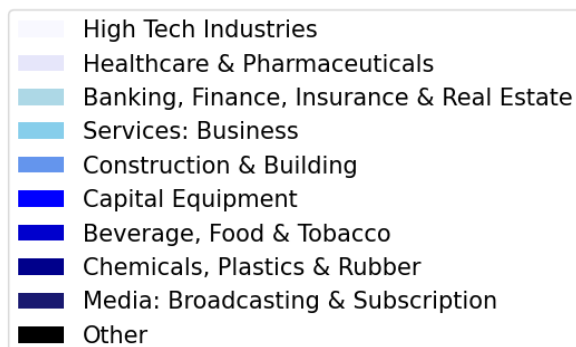 High Tech Industries
Healthcare & Pharmaceuticals
Banking, Finance, Insurance & Real Estate
Services: Business
Construction & Building
Capital Equipment
Beverage, Food & Tobacco
Chemicals, Plastics & Rubber
Media: Broadcasting & Subscription
Other